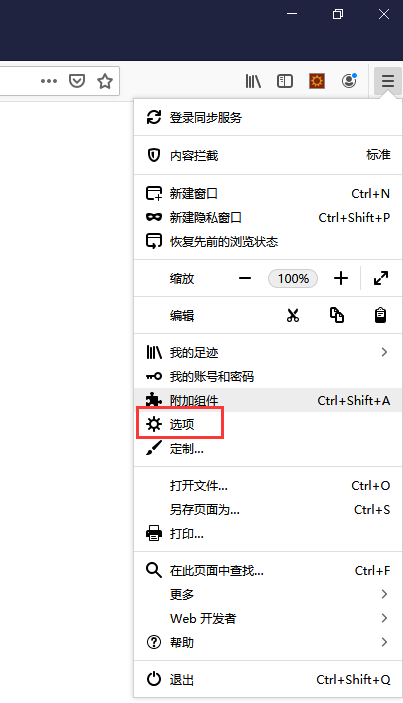 登录同步服务
内容拦截 标准
新建窗口 Ctrl+N
新建隐私窗口 Ctrl+Shift+P
恢复先前的浏览状态
缩放 100%
编辑
我的足迹
我的账号和密码
附加组件 Ctrl+Shift+A
选项
定制...
打开文件... Ctrl+O
另存页面为... Ctrl+S
打印...
在此页面中查找... Ctrl+F
更多
Web 开发者
帮助
退出 Ctrl+Shift+Q